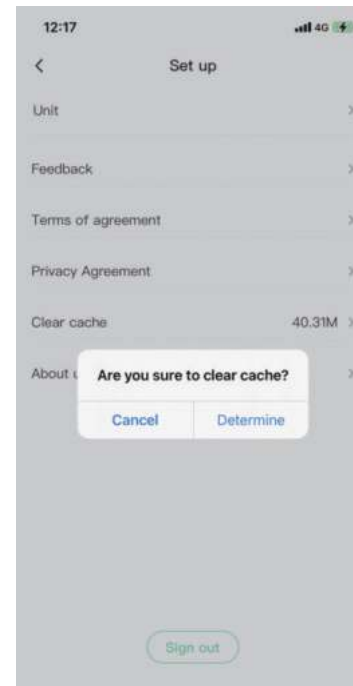 12:17
4G
Set up
Unit
Feedback
Terms of agreement
Privacy Agreement
Clear cache 40.31M
About
Are you sure to clear cache?
Cancel Determine
Sign out